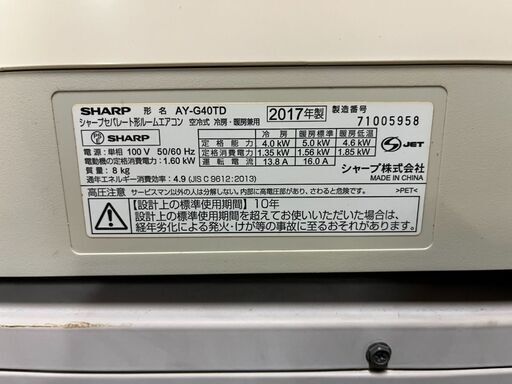 SHARP 形名 AY-G40TD 2017年製 製造番号
シャープセパレート形ルームエアコン 空冷式 冷房・暖房兼用 71005958
SHARP
電源:単相 100 V 50/60 Hz
電動機の定格消費電力:1.60 kW
質量:8 kg
通年エネルギー消費効率:4.9 (JIS C 9612:2013)
冷房 暖房標準 暖房低温
定格能力 4.0 kW 5.0 kW 4.6 kW
定格消費電力 1.35 kW 1.56 kW 1.85 kW
運転電流 13.8 A 16.0 A
JET
シャープ株式会社
MADE IN CHINA
高圧注意 サービスマン以外の人は分解しないでください。内部に高電圧部があり、さわると危険です。 >PET<
【設計上の標準使用期間】10年
設計上の標準使用期間を超えてお使いいただいた場合は、
経年劣化による発火・けが等の事故に至るおそれがあります。